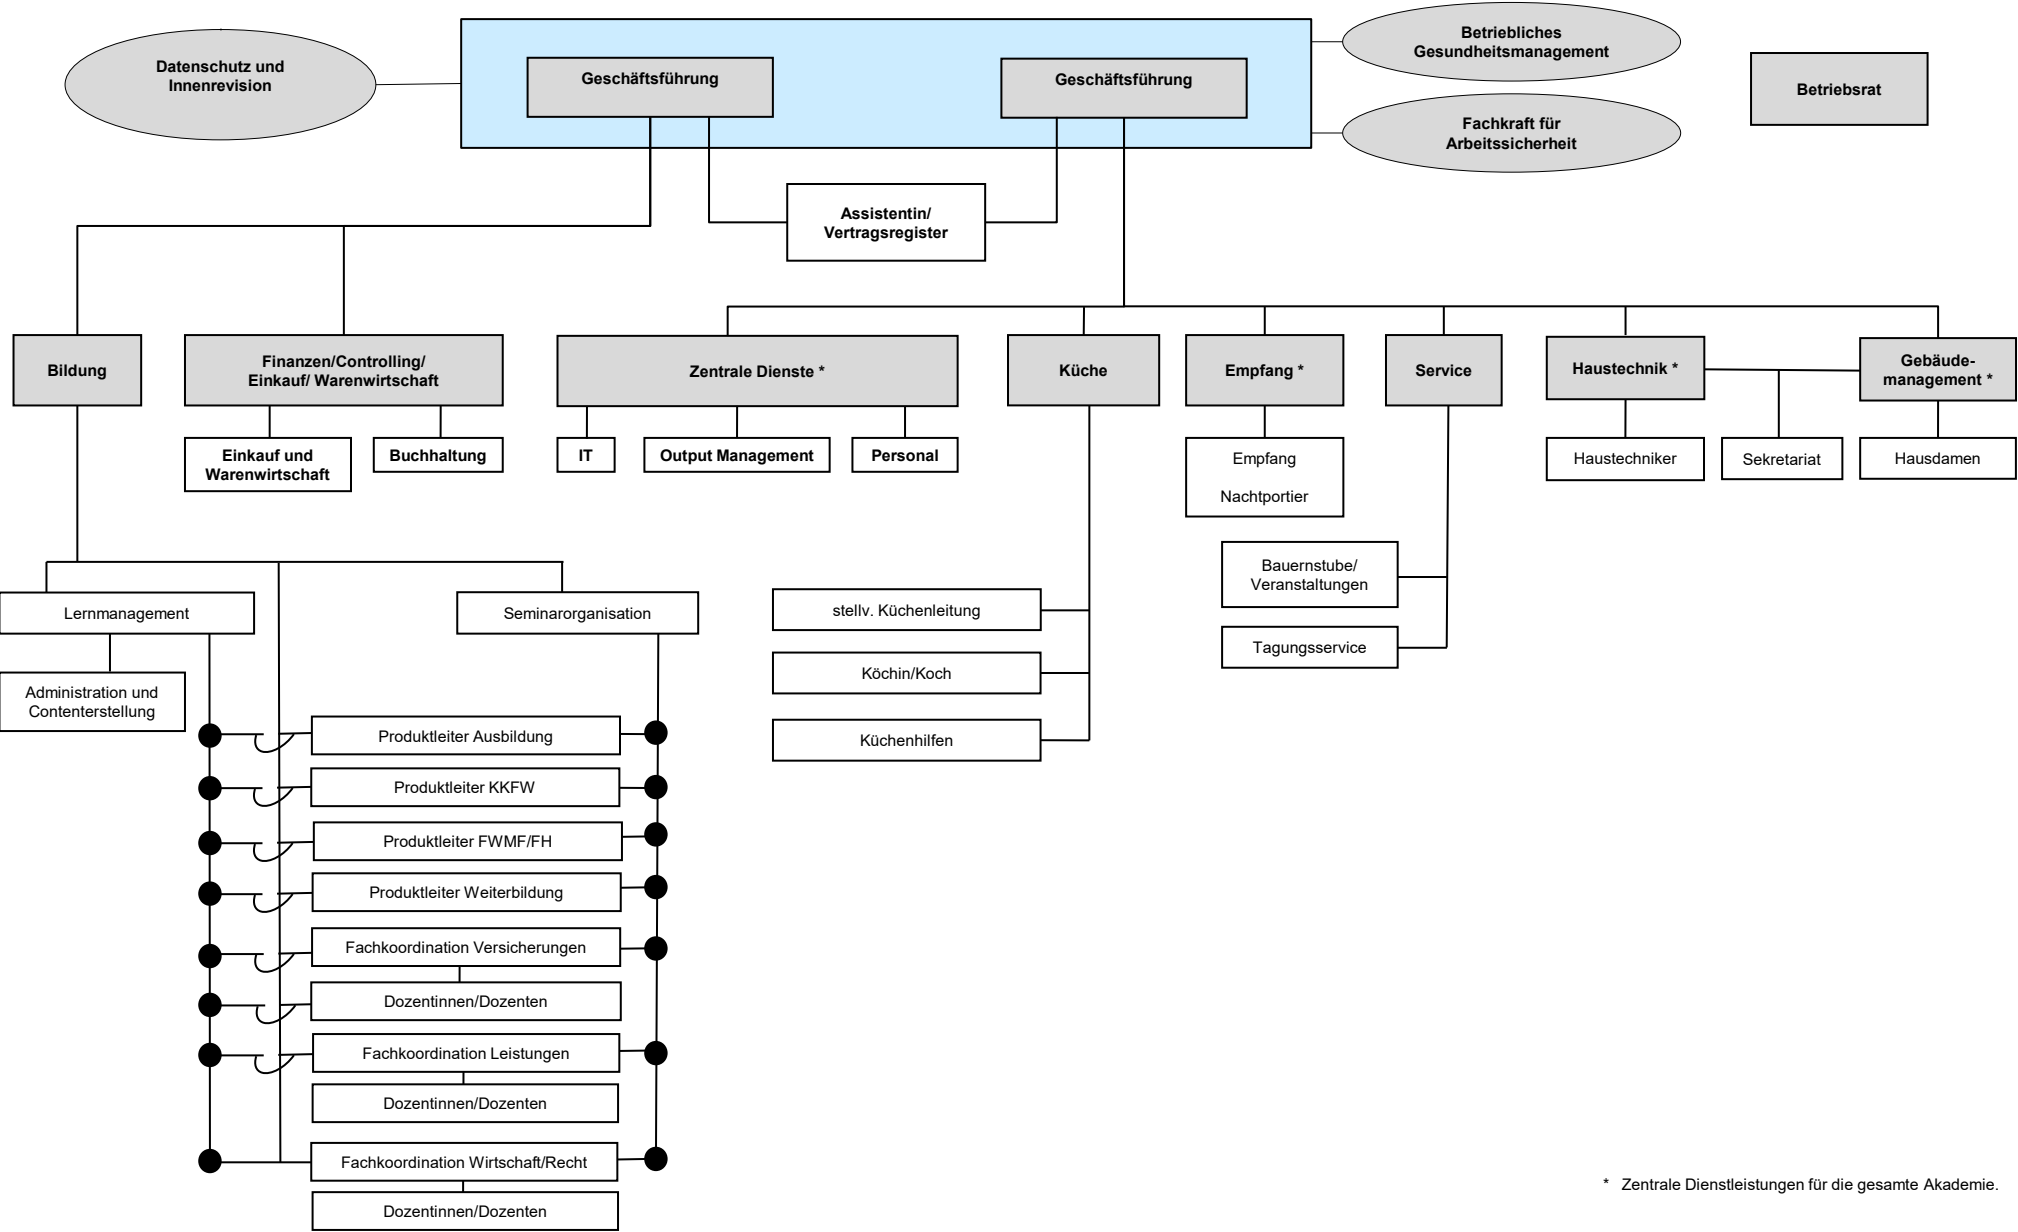 Datenschutz und
Innenrevision
Geschäftsführung
Geschäftsführung
Betriebliches
Gesundheitsmanagement
Fachkraft für
Arbeitssicherheit
Betriebsrat
Assistentin/
Vertragsregister
Bildung
Finanzen/Controlling/
Einkauf/ Warenwirtschaft
Zentrale Dienste *
Küche
Empfang *
Service
Haustechnik *
Gebäude-
management *
Einkauf und
Warenwirtschaft
Buchhaltung
IT
Output Management
Personal
Empfang
Nachtportier
Haustechniker
Sekretariat
Hausdamen
Bauernstube/
Veranstaltungen
Tagungsservice
stellv. Küchenleitung
Köchin/Koch
Küchenhilfen
Lernmanagement
Seminarorganisation
Administration und
Contenterstellung
Produktleiter Ausbildung
Produktleiter KKFW
Produktleiter FWMF/FH
Produktleiter Weiterbildung
Fachkoordination Versicherungen
Dozentinnen/Dozenten
Fachkoordination Leistungen
Dozentinnen/Dozenten
Fachkoordination Wirtschaft/Recht
Dozentinnen/Dozenten
* Zentrale Dienstleistungen für die gesamte Akademie.